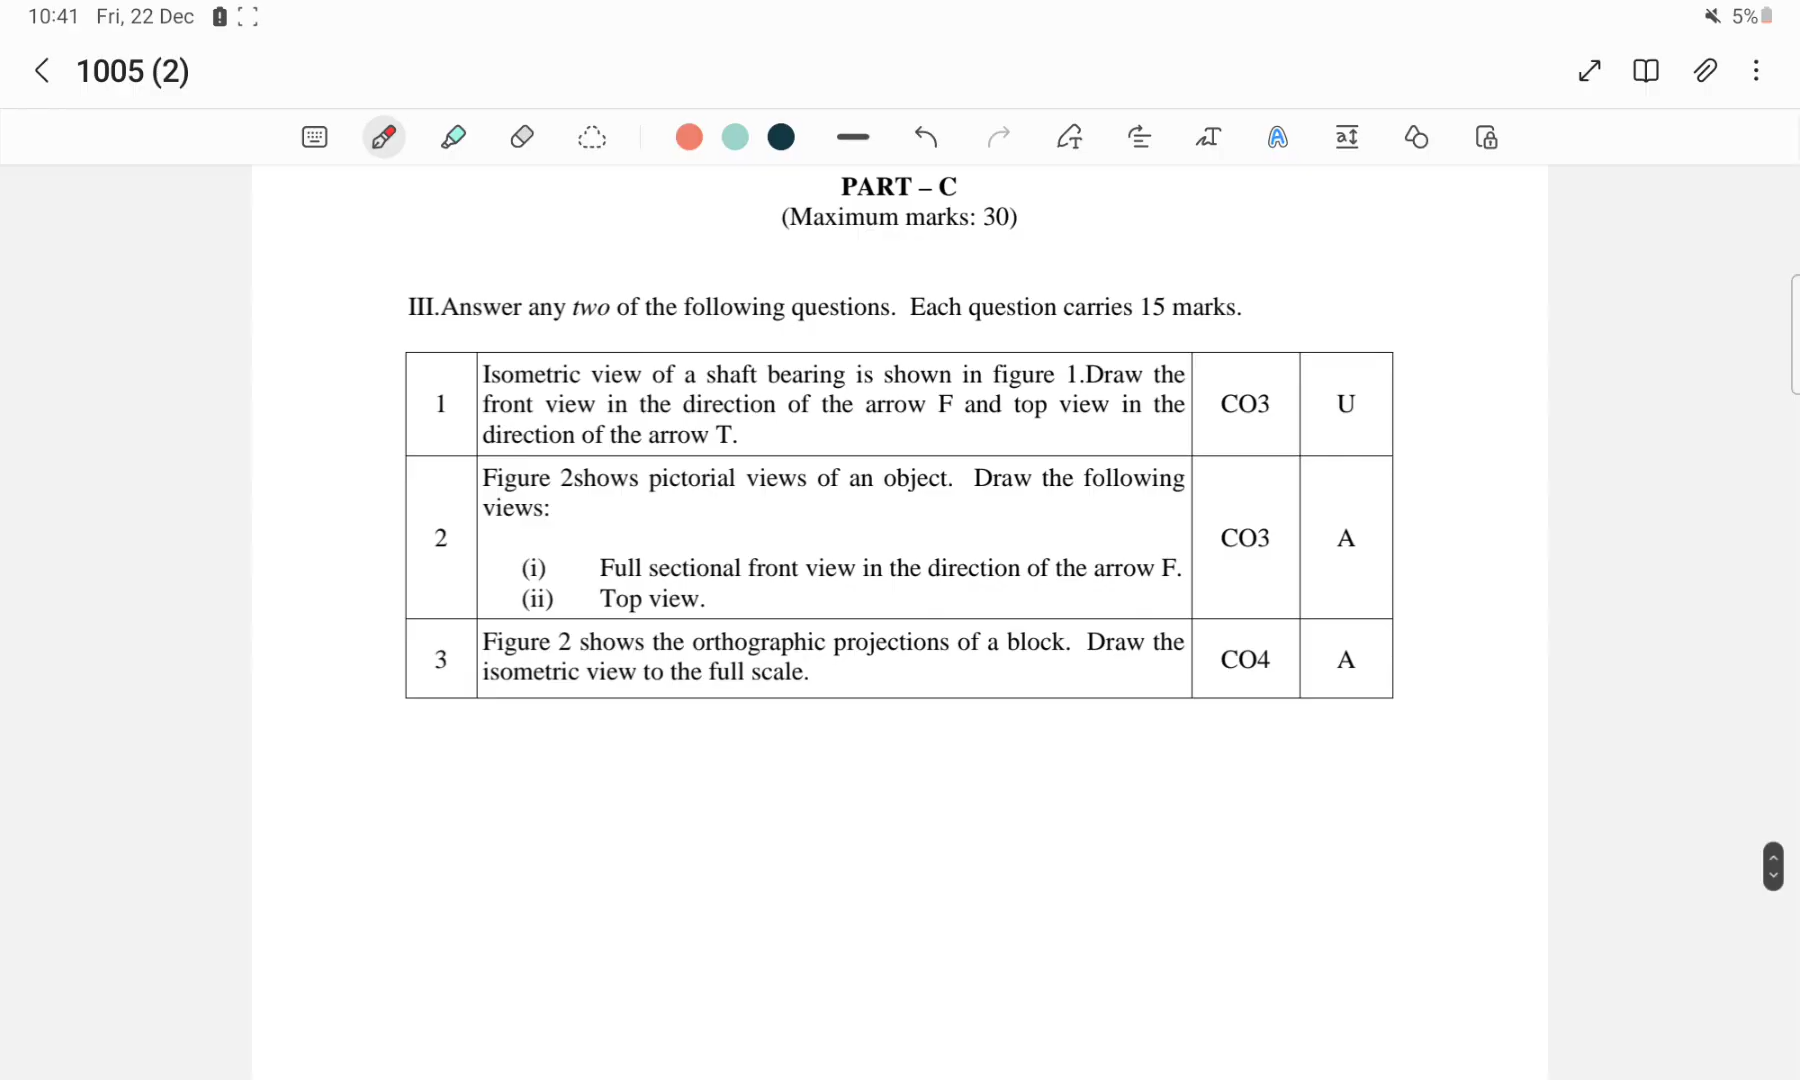 10:41 Fri, 22 Dec 5%
1005 (2)
PART – C
(Maximum marks: 30)
III.Answer any two of the following questions. Each question carries 15 marks.
1 Isometric view of a shaft bearing is shown in figure 1.Draw the front view in the direction of the arrow F and top view in the direction of the arrow T. CO3 U
2 Figure 2shows pictorial views of an object. Draw the following views:
(i) Full sectional front view in the direction of the arrow F.
(ii) Top view.
CO3 A
3 Figure 2 shows the orthographic projections of a block. Draw the isometric view to the full scale. CO4 A